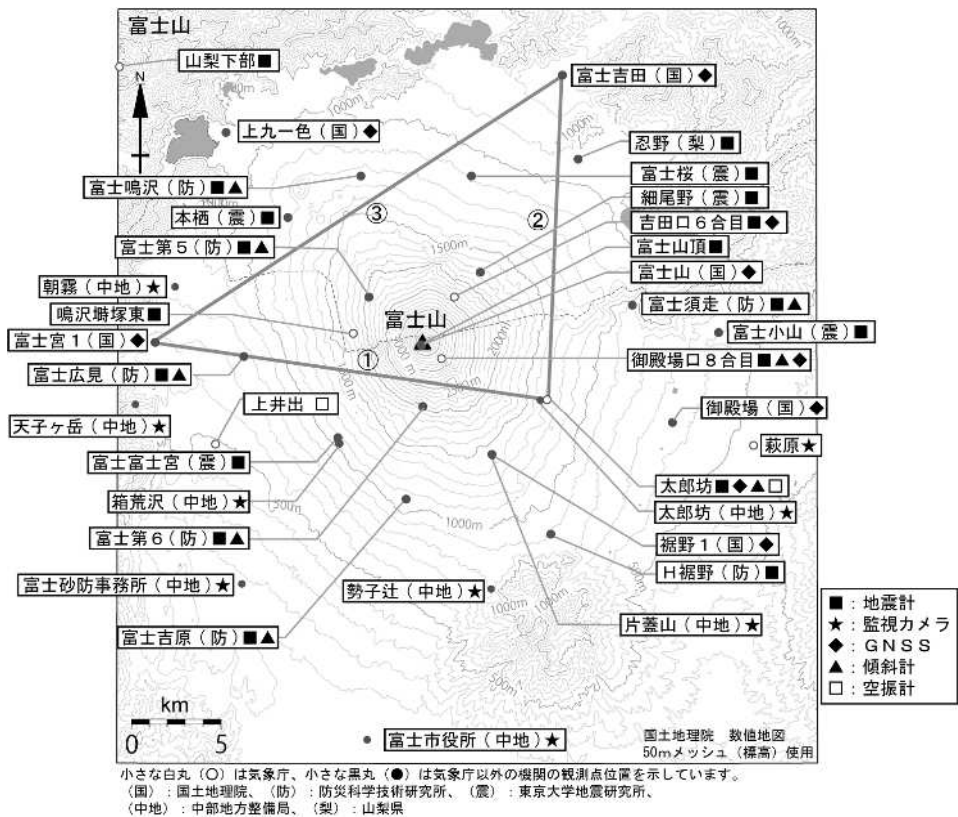 富士山
山梨下部■
N
上九一色(国)◆
富士吉田(国)◆
1000m
1000m
1000m
忍野(梨)■
富士鳴沢(防)■▲
富士桜(震)■
細尾野(震)■
③
②
本栖(震)■
吉田口6合目■◆
富士第5(防)■▲
1500m
富士山頂■
富士山(国)◆
朝霧(中地)★
富士須走(防)■▲
鳴沢塒塚東■
富士山
富士小山(震)■
富士宮1(国)◆
2000m
御殿場口8合目■▲◆
富士広見(防)■▲
①
天子ヶ岳(中地)★
上井出 □
御殿場(国)◆
富士富士宮(震)■
萩原★
箱荒沢(中地)★
500m
太郎坊■◆▲□
太郎坊(中地)★
1000m
富士第6(防)■▲
裾野1(国)◆
H裾野(防)■
富士砂防事務所(中地)★
勢子辻(中地)★
1000m
1000m
富士吉原(防)■▲
片蓋山(中地)★
500m
■:地震計
★:監視カメラ
◆:GNSS
▲:傾斜計
□:空振計
km
0 5
富士市役所(中地)★
国土地理院 数値地図
50mメッシュ(標高)使用
小さな白丸(○)は気象庁、小さな黒丸(●)は気象庁以外の機関の観測点位置を示しています。
(国):国土地理院、(防):防災科学技術研究所、(震):東京大学地震研究所、
(中地):中部地方整備局、(梨):山梨県